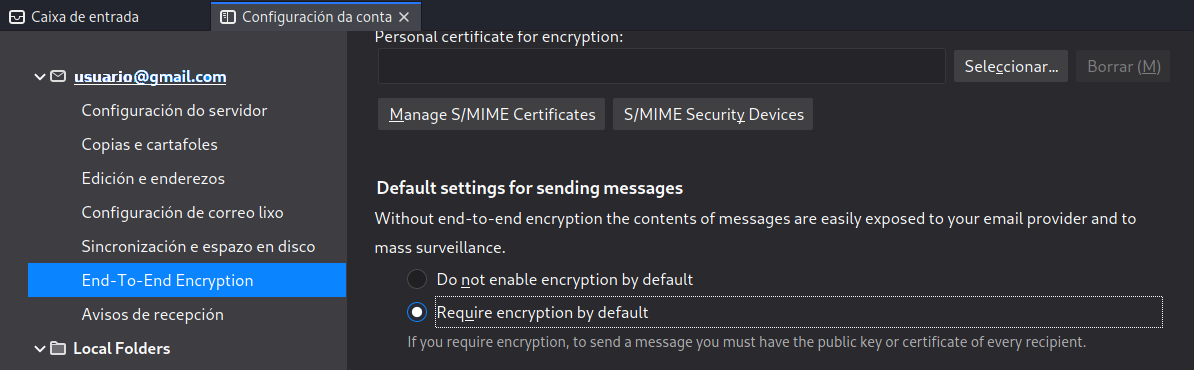 Caixa de entrada
Configuración da conta
usuario@gmail.com
Configuración do servidor
Copias e cartafoles
Edición e enderezos
Configuración de correo lixo
Sincronización e espazo en disco
End-To-End Encryption
Avisos de recepción
Local Folders
Personal certificate for encryption:
Seleccionar...
Borrar (M)
Manage S/MIME Certificates
S/MIME Security Devices
Default settings for sending messages
Without end-to-end encryption the contents of messages are easily exposed to your email provider and to
mass surveillance.
Do not enable encryption by default
Require encryption by default
If you require encryption, to send a message you must have the public key or certificate of every recipient.